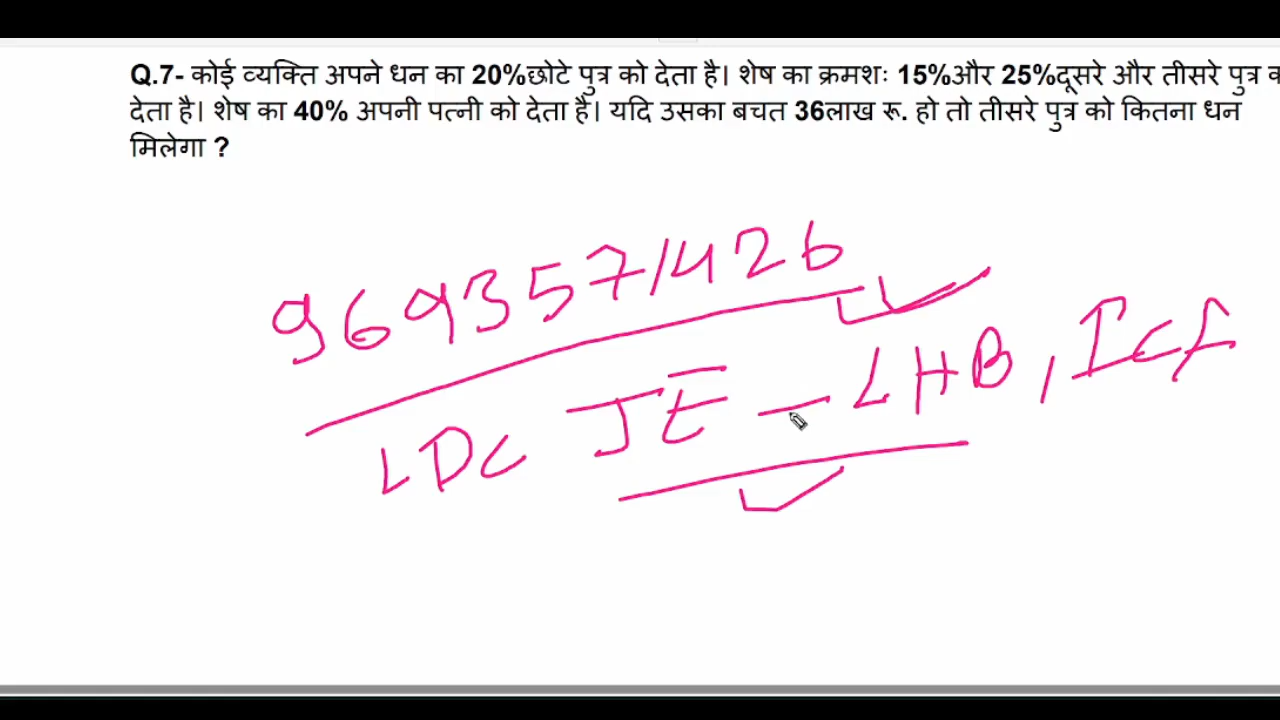 Q.7- कोई व्यक्ति अपने धन का 20%छोटे पुत्र को देता है। शेष का क्रमशः 15%और 25%दूसरे और तीसरे पुत्र
देता है। शेष का 40% अपनी पत्नी को देता है। यदि उसका बचत 36लाख रू. हो तो तीसरे पुत्र को कितना धन
मिलेगा ?
9693571426
LDC JE - LHB, ICF